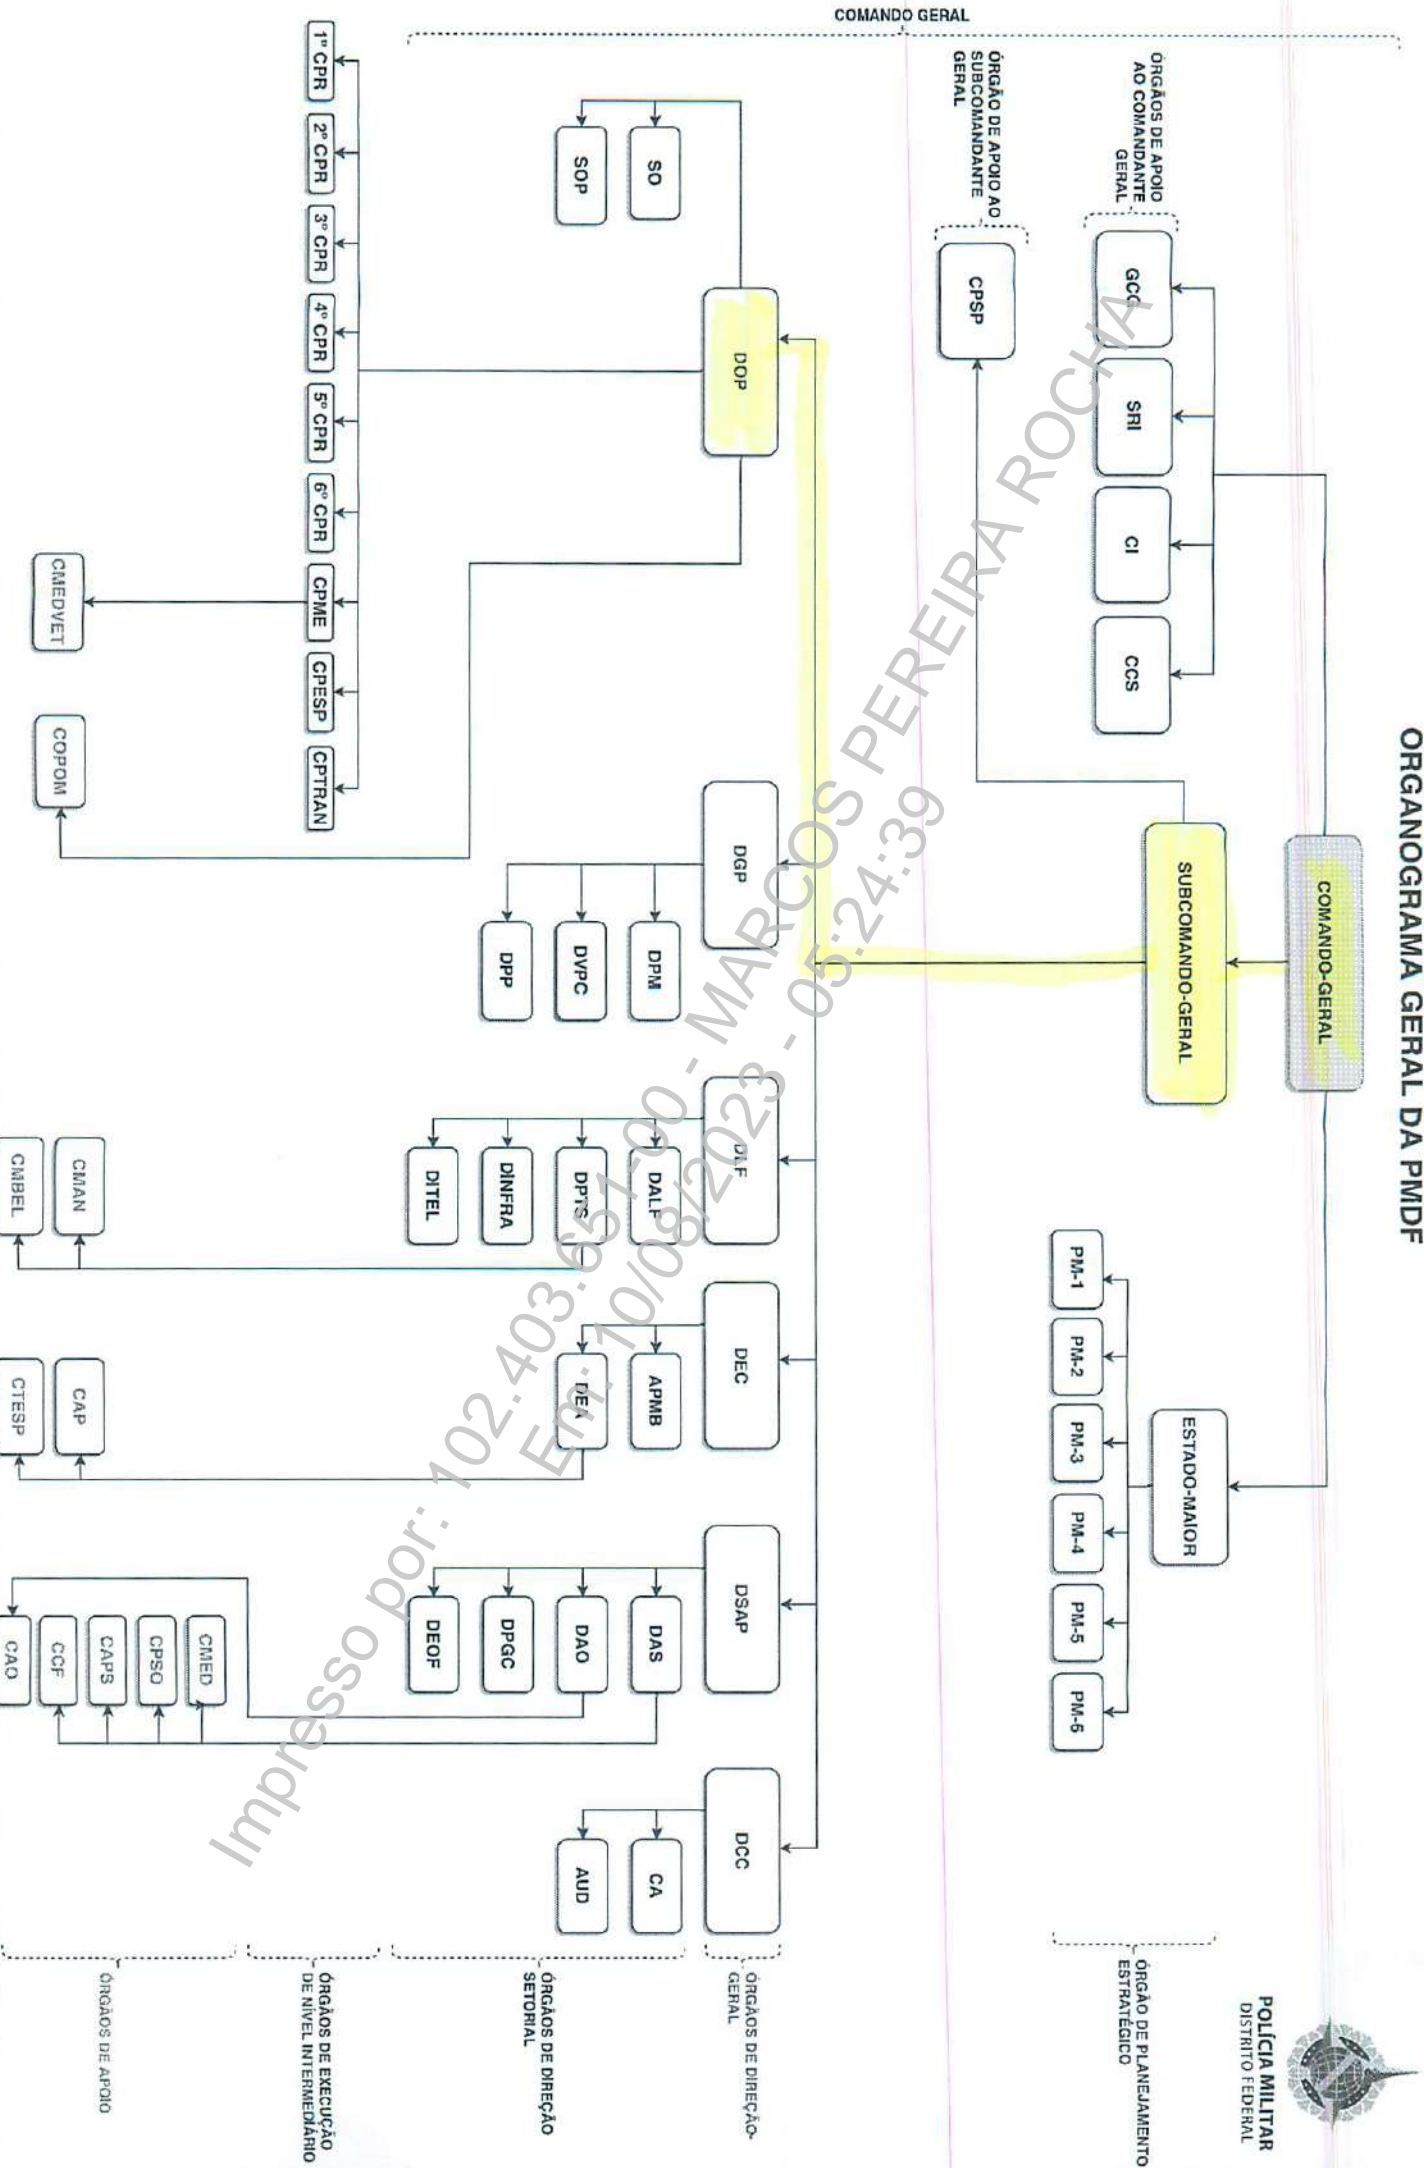 ORGANOGRAMA GERAL DA PMDF
POLÍCIA MILITAR
DISTRITO FEDERAL
COMANDO GERAL
COMANDO-GERAL
SUBCOMANDO-GERAL
ESTADO-MAIOR
ÓRGÃOS DE APOIO
AO COMANDANTE
GERAL
GCG
SRI
CI
CCS
PM-1
PM-2
PM-3
PM-4
PM-5
PM-6
ÓRGÃO DE PLANEJAMENTO
ESTRATÉGICO
ÓRGÃO DE APOIO AO
SUBCOMANDANTE
GERAL
CPSP
DOP
DGP
DLF
DEC
DSAP
DCC
ÓRGÃOS DE DIREÇÃO-
GERAL
SO
SOP
DPM
DVPC
DPP
DALF
DPTS
DINFRA
DITEL
APMB
DEA
DAS
DAO
DPGC
DEOF
CA
AUD
ÓRGÃOS DE DIREÇÃO
SETORIAL
1º CPR
2º CPR
3º CPR
4º CPR
5º CPR
6º CPR
CPME
CPESP
CPTRAN
ÓRGÃOS DE EXECUÇÃO
DE NÍVEL INTERMEDIÁRIO
CMEDVET
COPOM
CMAN
CMBEL
CAP
CTESP
CMED
CPSO
CAPS
CCF
CAO
ÓRGÃOS DE APOIO
Impresso por: 102.403.651-00 - MARCOS PEREIRA ROCHA
Em: 10/08/2023 - 05:24:39